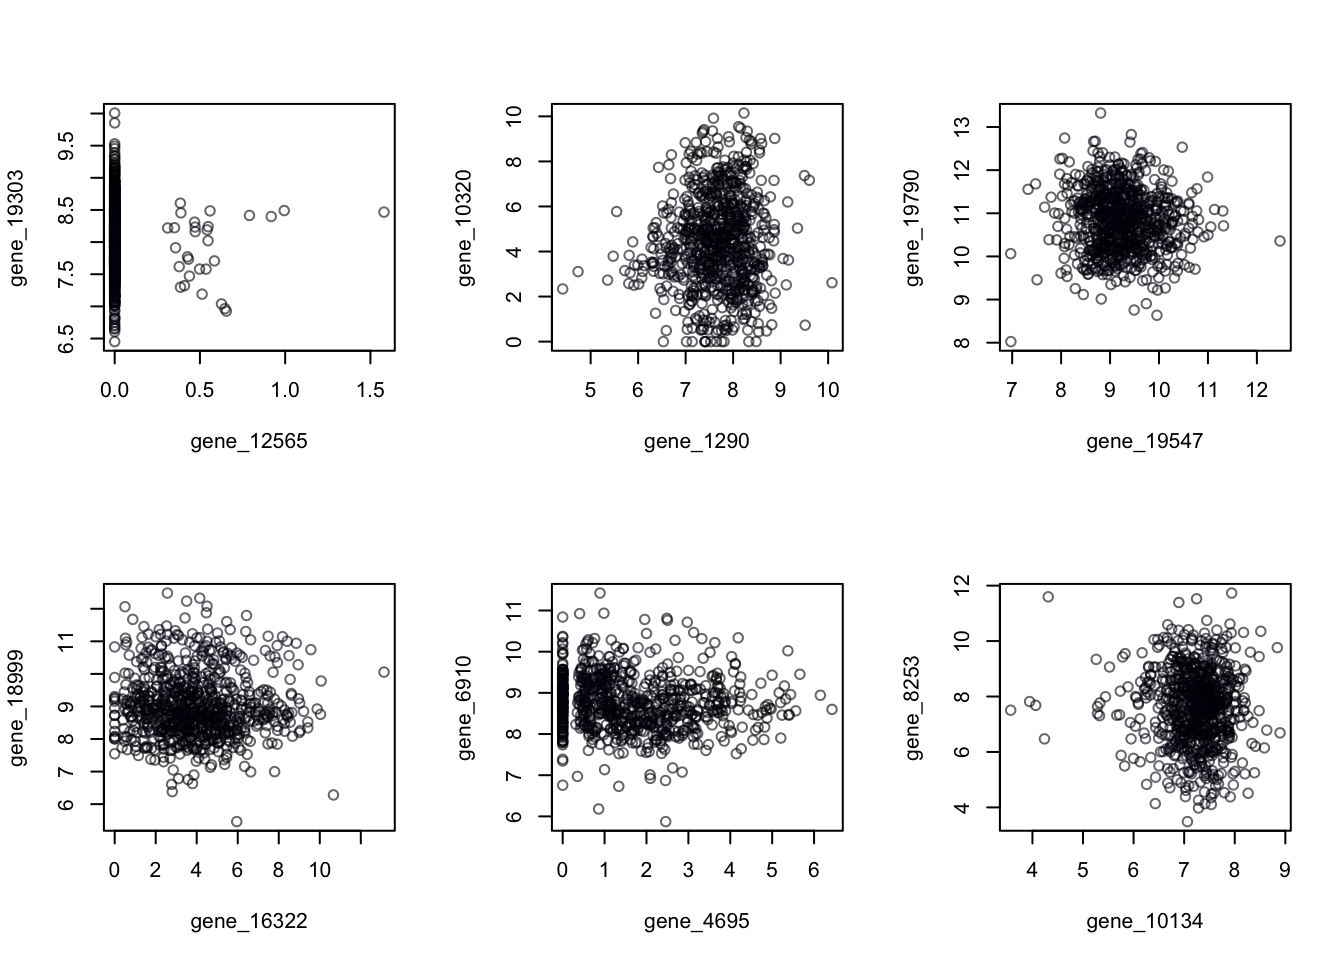 gene_19303
9.5
8.5
7.5
6.5
0.0 0.5 1.0 1.5
gene_12565
gene_10320
10
8
6
4
2
0
5 6 7 8 9 10
gene_1290
gene_19790
13
12
11
10
9
8
7 8 9 10 11 12
gene_19547
gene_18999
11
9
8
7
6
0 2 4 6 8 10
gene_16322
gene_6910
11
10
9
8
7
6
0 1 2 3 4 5 6
gene_4695
gene_8253
12
10
8
6
4
4 5 6 7 8 9
gene_10134